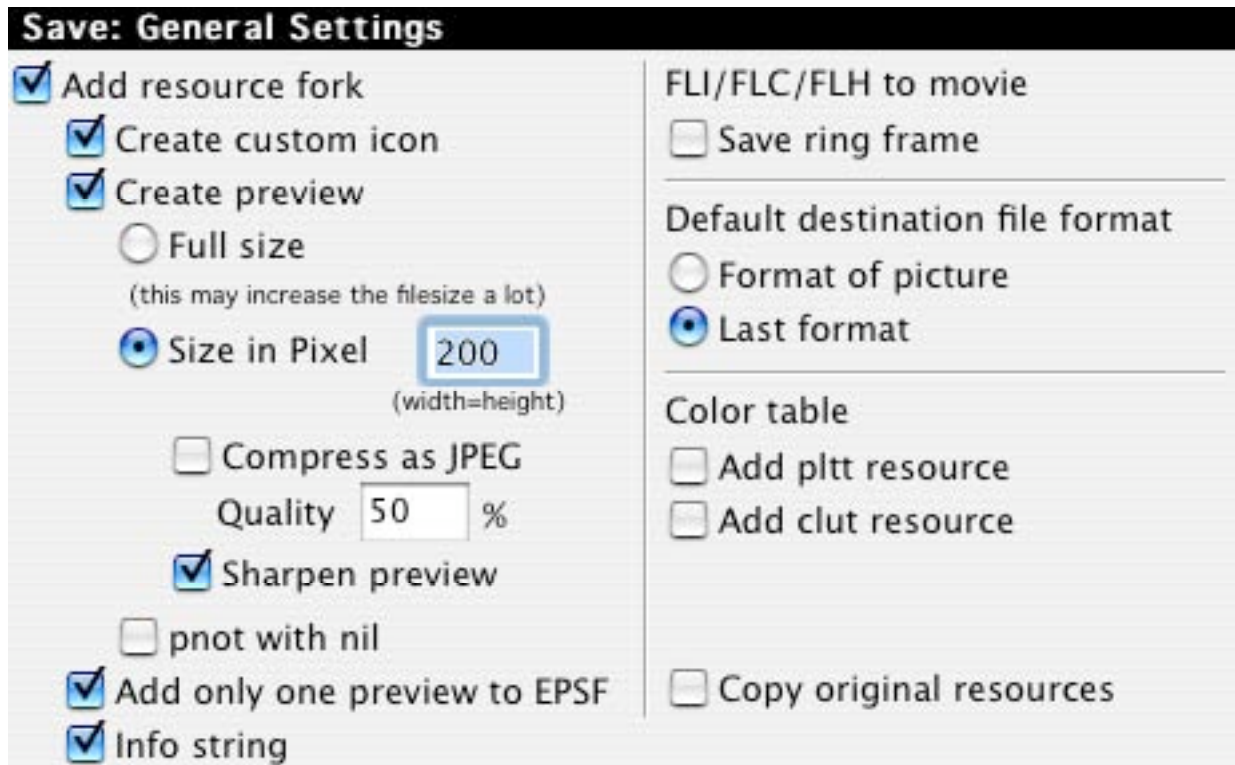 Save: General Settings
Add resource fork
Create custom icon
Create preview
Full size
(this may increase the filesize a lot)
Size in Pixel 200
(width=height)
Compress as JPEG
Quality 50 %
Sharpen preview
pnot with nil
Add only one preview to EPSF
Info string
FLI/FLC/FLH to movie
Save ring frame
Default destination file format
Format of picture
Last format
Color table
Add pltt resource
Add clut resource
Copy original resources